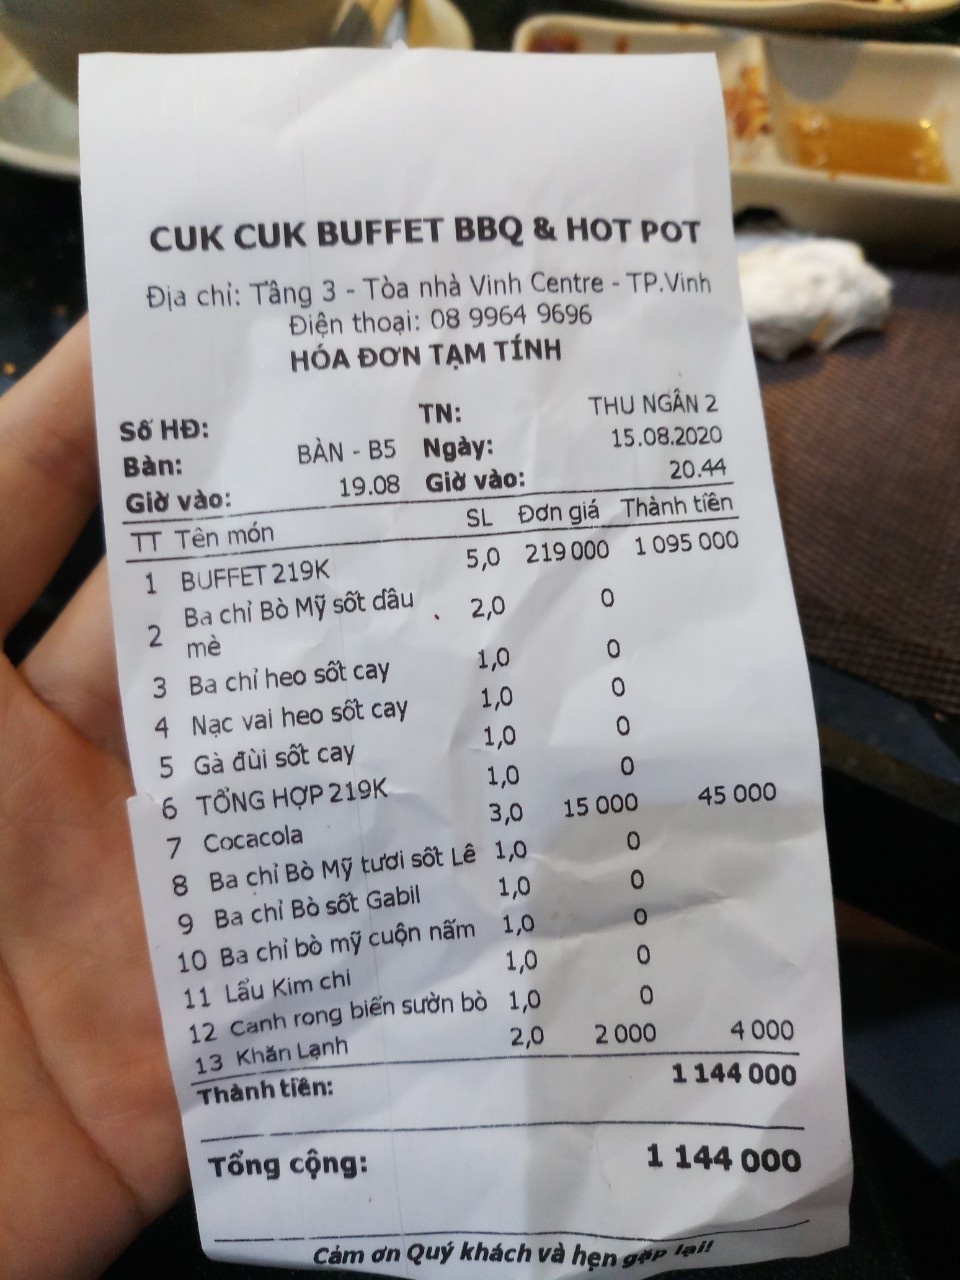 CUK CUK BUFFET BBQ & HOT POT
Địa chỉ: Tầng 3 - Tòa nhà Vinh Centre - TP.Vinh
Điện thoại: 08 9964 9696
HÓA ĐƠN TẠM TÍNH
Số HĐ: TN: THU NGÂN 2
Bàn: BÀN - B5 Ngày: 15.08.2020
Giờ vào: 19.08 Giờ vào: 20.44
TT Tên món SL Đơn giá Thành tiền
1 BUFFET 219K 5,0 219 000 1 095 000
2 Ba chỉ Bò Mỹ sốt dầu 2,0 0
mè
3 Ba chỉ heo sốt cay 1,0 0
4 Nạc vai heo sốt cay 1,0 0
5 Gà đùi sốt cay 1,0 0
6 TỔNG HỢP 219K 1,0 0
7 Cocacola 3,0 15 000 45 000
8 Ba chỉ Bò Mỹ tươi sốt Lê 1,0 0
9 Ba chỉ Bò sốt Gabil 1,0 0
10 Ba chỉ bò mỹ cuộn nấm 1,0 0
11 Lẩu Kim chi 1,0 0
12 Canh rong biển sườn bò 1,0 0
13 Khăn Lạnh 2,0 2 000 4 000
Thành tiền: 1 144 000
Tổng cộng: 1 144 000
Cảm ơn Quý khách và hẹn gặp lại!